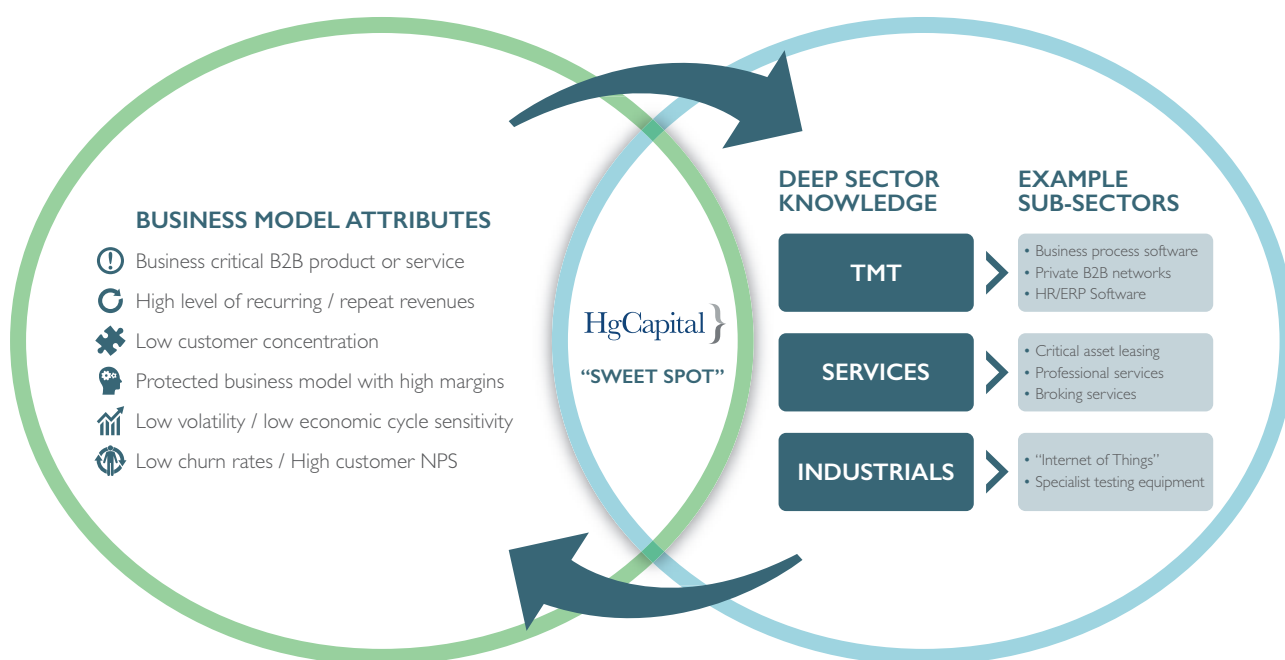 BUSINESS MODEL ATTRIBUTES
Business critical B2B product or service
High level of recurring / repeat revenues
Low customer concentration
Protected business model with high margins
Low volatility / low economic cycle sensitivity
Low churn rates / High customer NPS
HgCapital}
“SWEET SPOT”
DEEP SECTOR
KNOWLEDGE
EXAMPLE
SUB-SECTORS
TMT
• Business process software
• Private B2B networks
• HR/ERP Software
SERVICES
• Critical asset leasing
• Professional services
• Broking services
INDUSTRIALS
• “Internet of Things”
• Specialist testing equipment